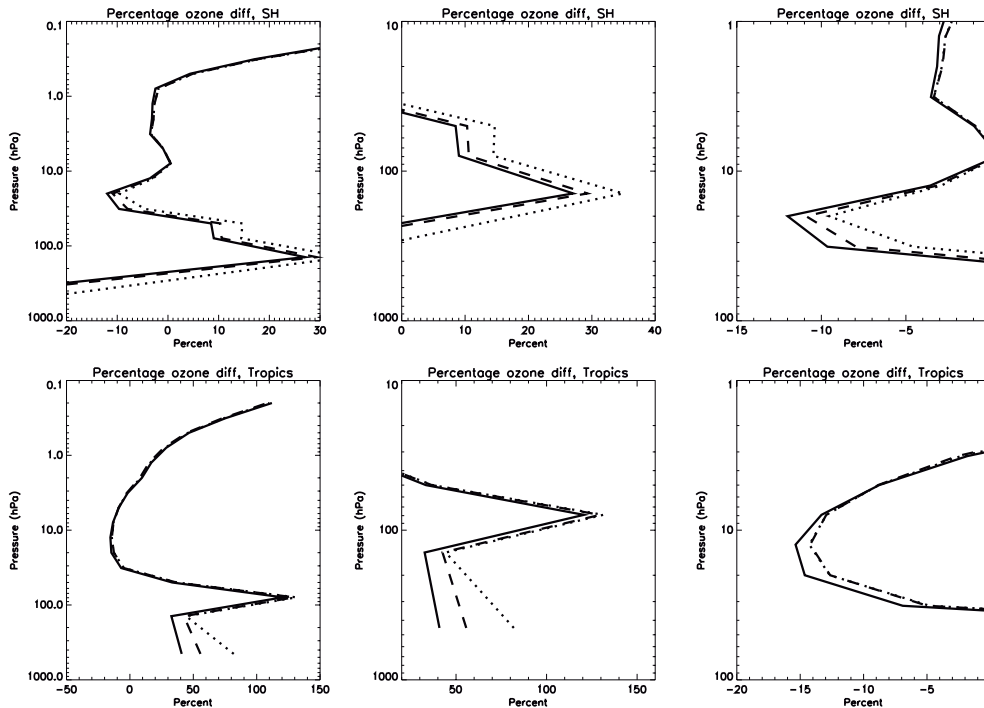 Percentage ozone diff, SH
0.1
1.0
10.0
100.0
1000.0
Pressure (hPa)
-20 -10 0 10 20 30
Percent
Percentage ozone diff, SH
10
100
1000
Pressure (hPa)
0 10 20 30 40
Percent
Percentage ozone diff, SH
1
10
100
Pressure (hPa)
-15 -10 -5
Percent
Percentage ozone diff, Tropics
0.1
1.0
10.0
100.0
1000.0
Pressure (hPa)
-50 0 50 100 150
Percent
Percentage ozone diff, Tropics
10
100
1000
Pressure (hPa)
50 100 150
Percent
Percentage ozone diff, Tropics
1
10
100
Pressure (hPa)
-20 -15 -10 -5
Percent